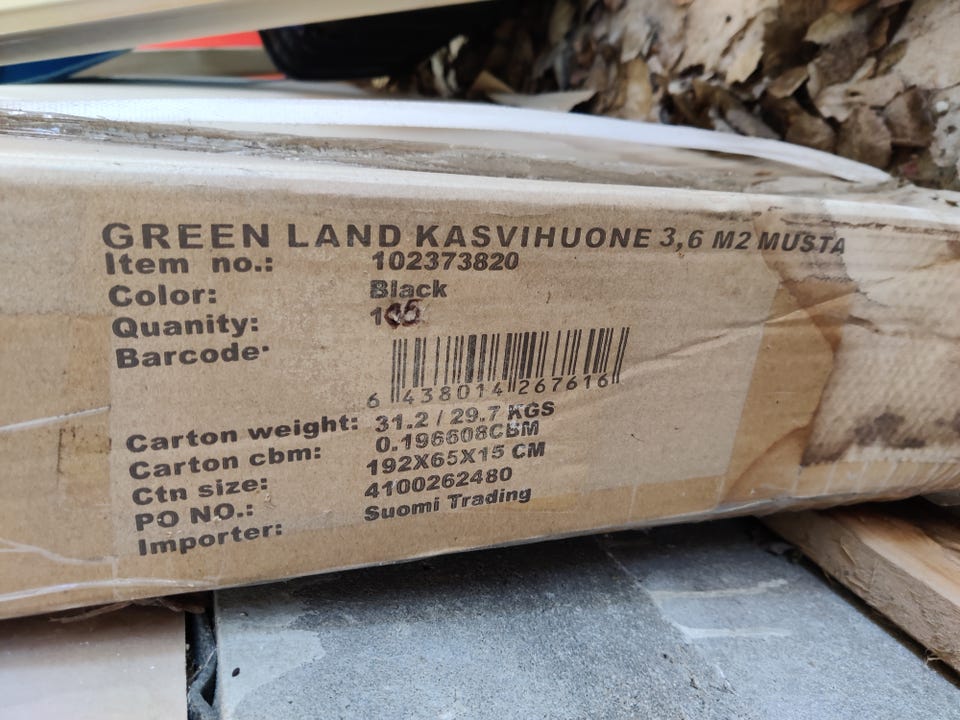 GREEN LAND KASVIHUONE 3,6 M2 MUSTA
Item no.: 102373820
Color: Black
Quanity: 1
Barcode:
6 438014 267616
Carton weight: 31.2 / 29.7 KGS
Carton cbm: 0.196608CBM
Ctn size: 192X65X15 CM
PO NO.: 4100262480
Importer: Suomi Trading